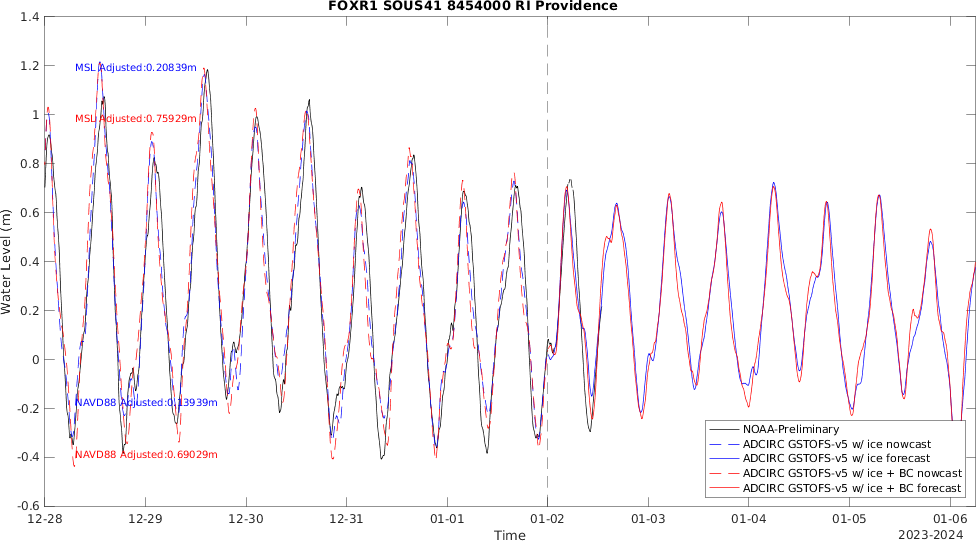 FOXR1 SOUS41 8454000 RI Providence
1.4
1.2
1
0.8
0.6
0.4
0.2
0
-0.2
-0.4
-0.6
Water Level (m)
MSL Adjusted:0.20839m
MSL Adjusted:0.75929m
NAVD88 Adjusted:0.13939m
NAVD88 Adjusted:0.69029m
NOAA-Preliminary
ADCIRC GSTOFS-v5 w/ ice nowcast
ADCIRC GSTOFS-v5 w/ ice forecast
ADCIRC GSTOFS-v5 w/ ice + BC nowcast
ADCIRC GSTOFS-v5 w/ ice + BC forecast
12-28 12-29 12-30 12-31 01-01 01-02 01-03 01-04 01-05 01-06
Time
2023-2024